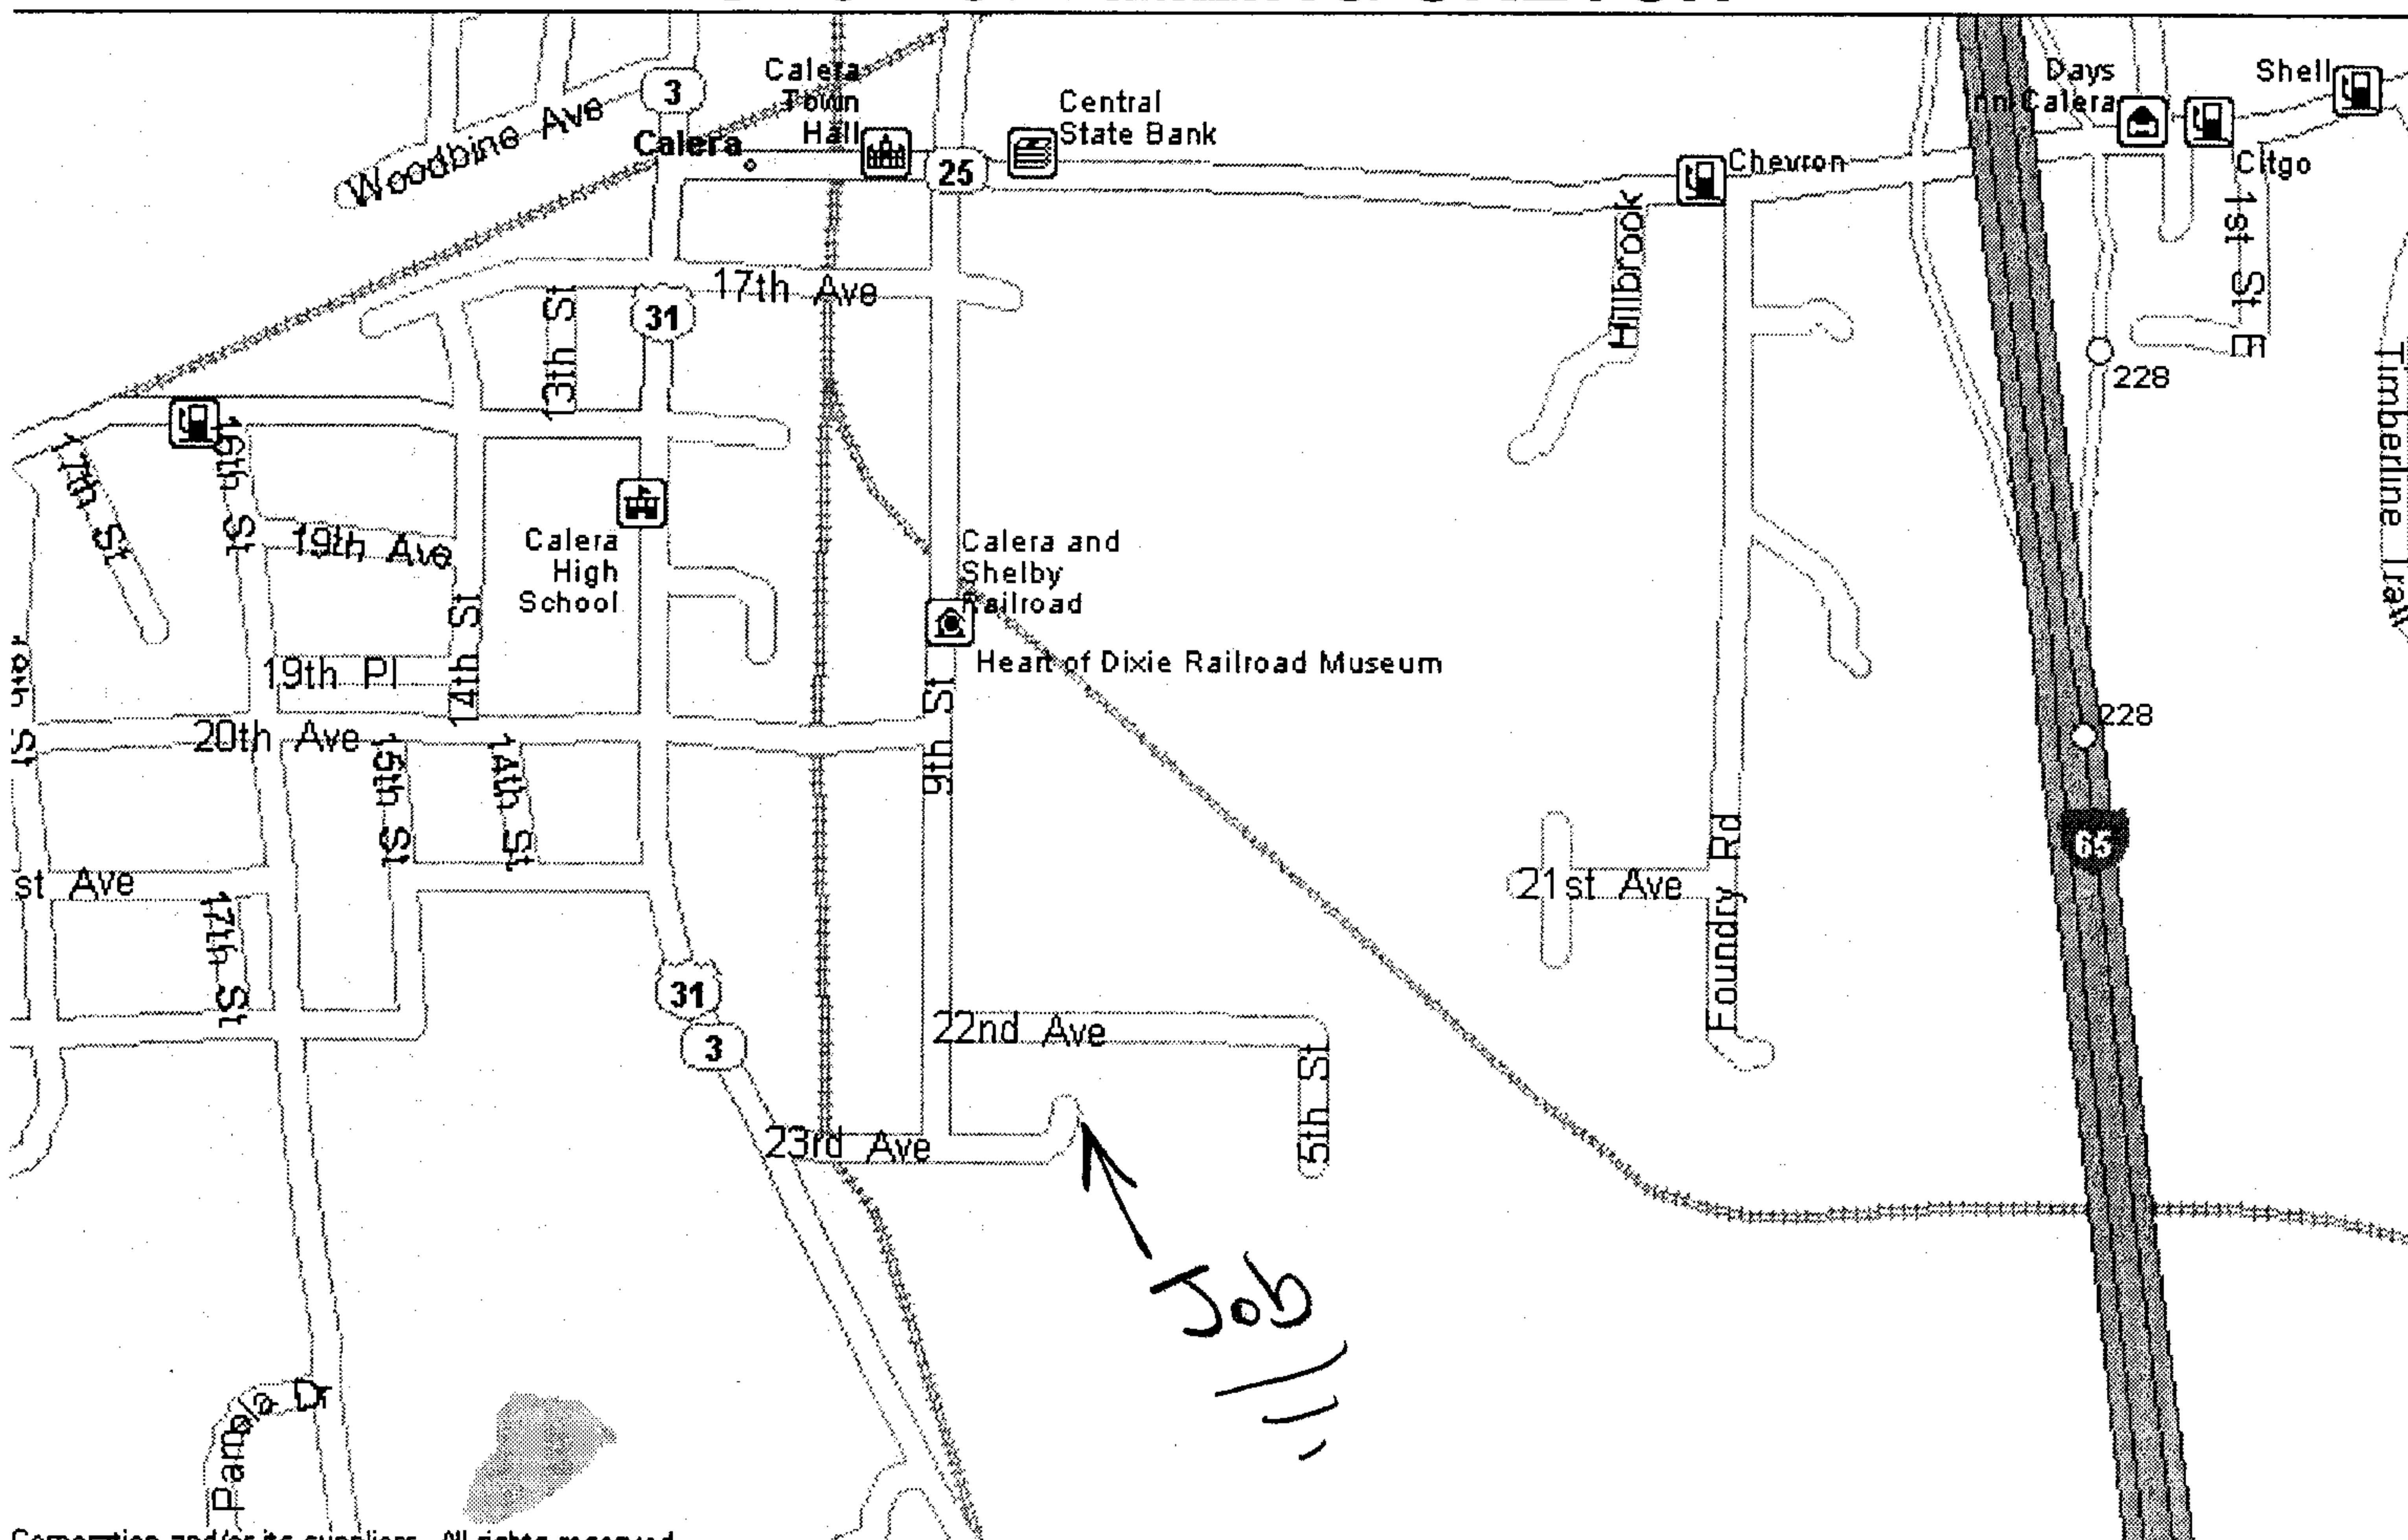 3
Woodbine Ave
Calera
Town
Hall
Calera
25
Central
State Bank
Chevron
Days
nn Calera
Shell
Citgo
1st St E
Hillbrook
17th Ave
31
13th St
228
Timberline Tra
17th St
16th St
19th Ave
Calera
High
School
Calera and
Shelby
Railroad
Heart of Dixie Railroad Museum
14th St
19th Pl
9th St
228
20th Ave
15th St
14th St
65
st Ave
17th St
21st Ave
Foundry Rd
31
3
22nd Ave
5th St
23rd Ave
Job
Pamela Dr
Corporation and/or its suppliers. All rights reserved.